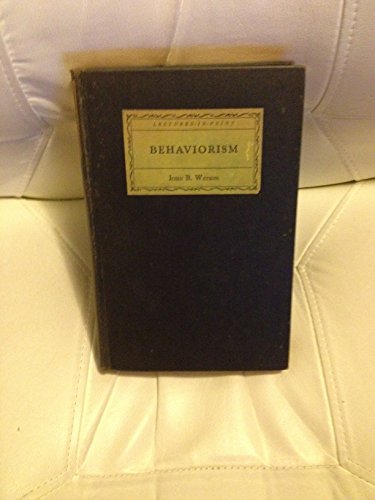 LECTURES-IN-PRINT
BEHAVIORISM
JOHN B. WATSON